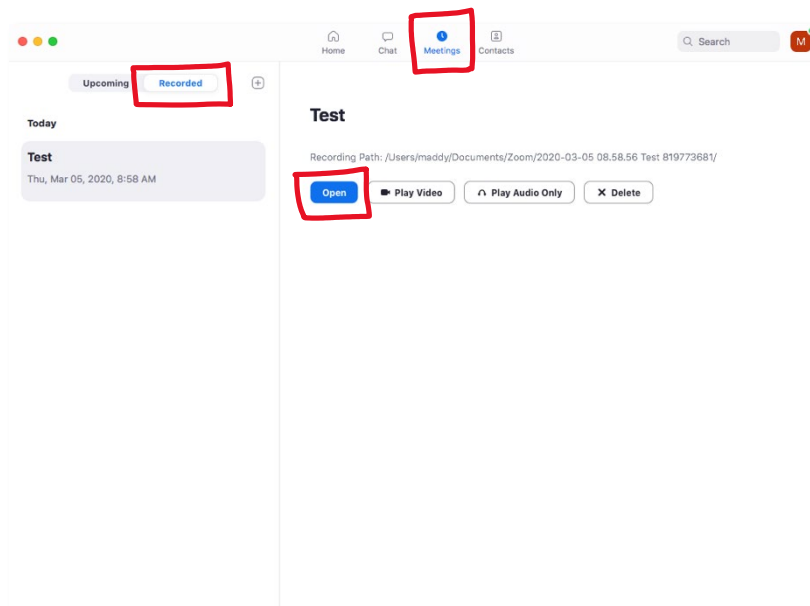 Home Chat Meetings Contacts
Search
M
Upcoming Recorded
Today
Test
Thu, Mar 05, 2020, 8:58 AM
Test
Recording Path: /Users/maddy/Documents/Zoom/2020-03-05 08.58.56 Test 819773681/
Open Play Video Play Audio Only Delete